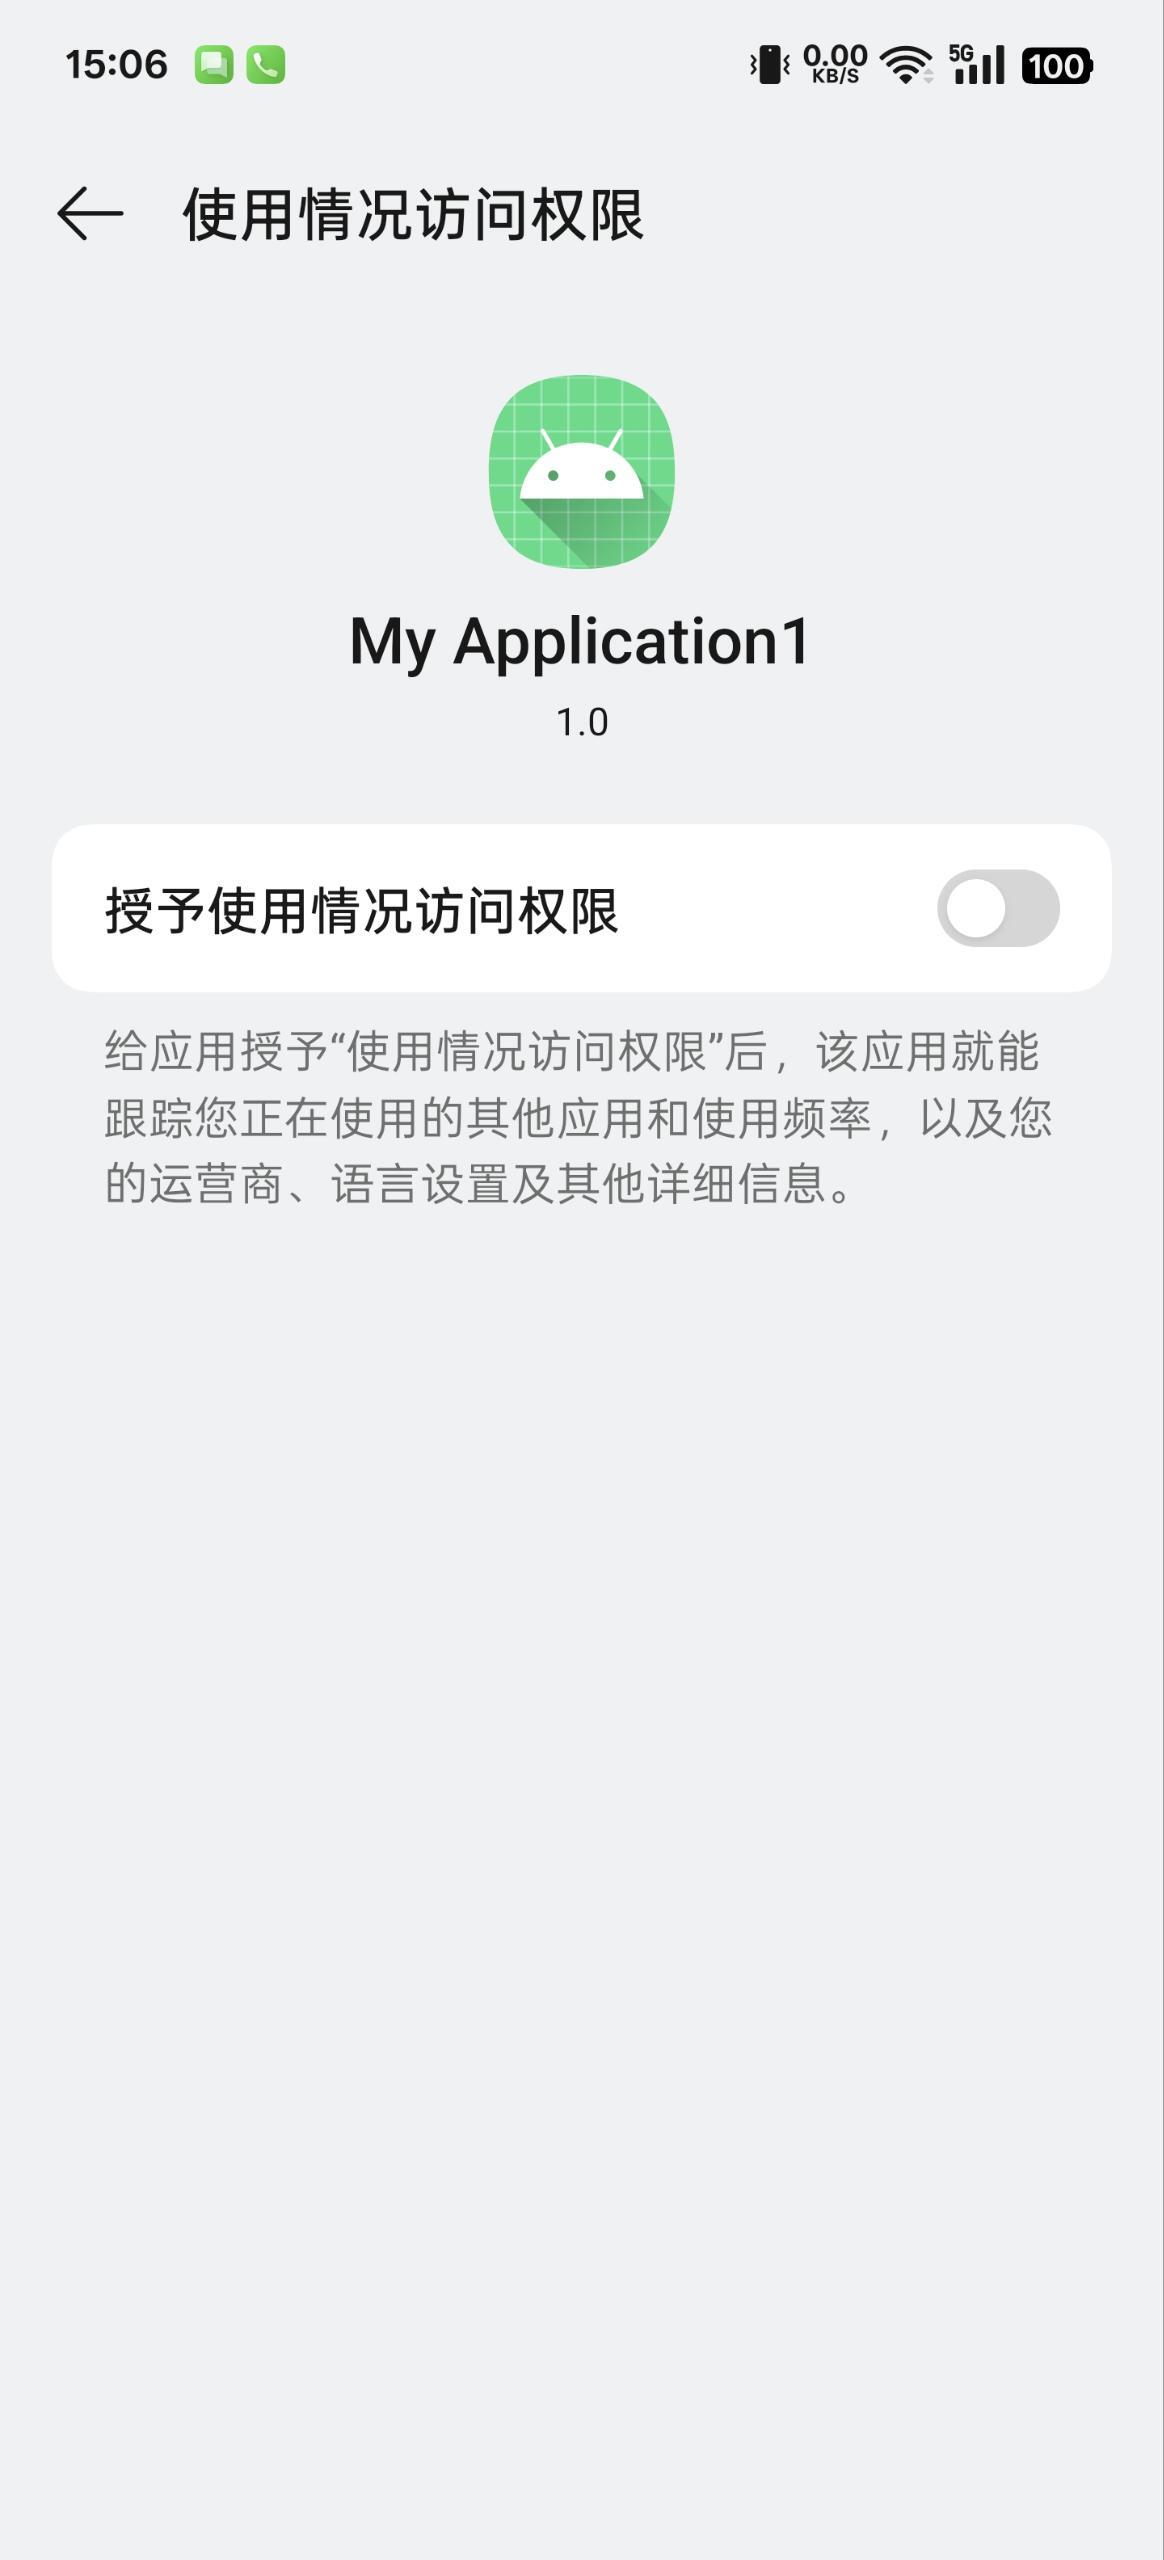 15:06
0.00
KB/S
5G
100
使用情况访问权限
My Application1
1.0
授予使用情况访问权限
给应用授予“使用情况访问权限”后，该应用就能
跟踪您正在使用的其他应用和使用频率，以及您
的运营商、语言设置及其他详细信息。